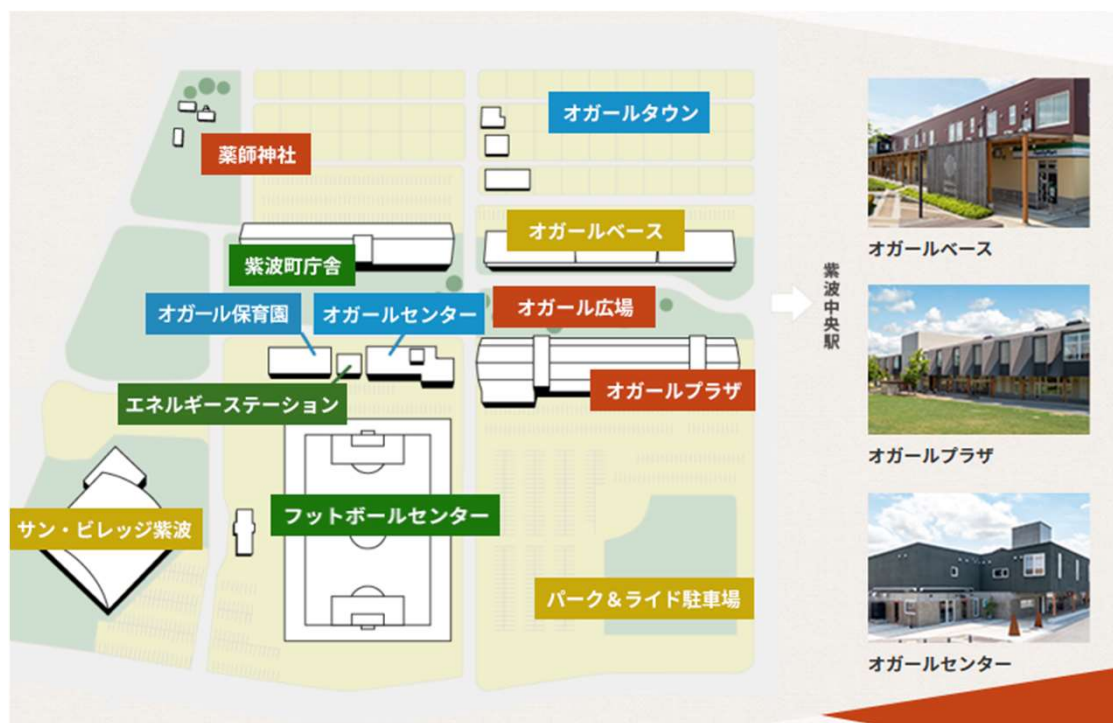 オガールタウン
薬師神社
オガールベース
紫波町庁舎
オガール保育園
オガールセンター
オガール広場
エネルギーステーション
オガールプラザ
サン・ビレッジ紫波
フットボールセンター
パーク＆ライド駐車場
紫波中央駅
オガールベース
オガールプラザ
オガールセンター